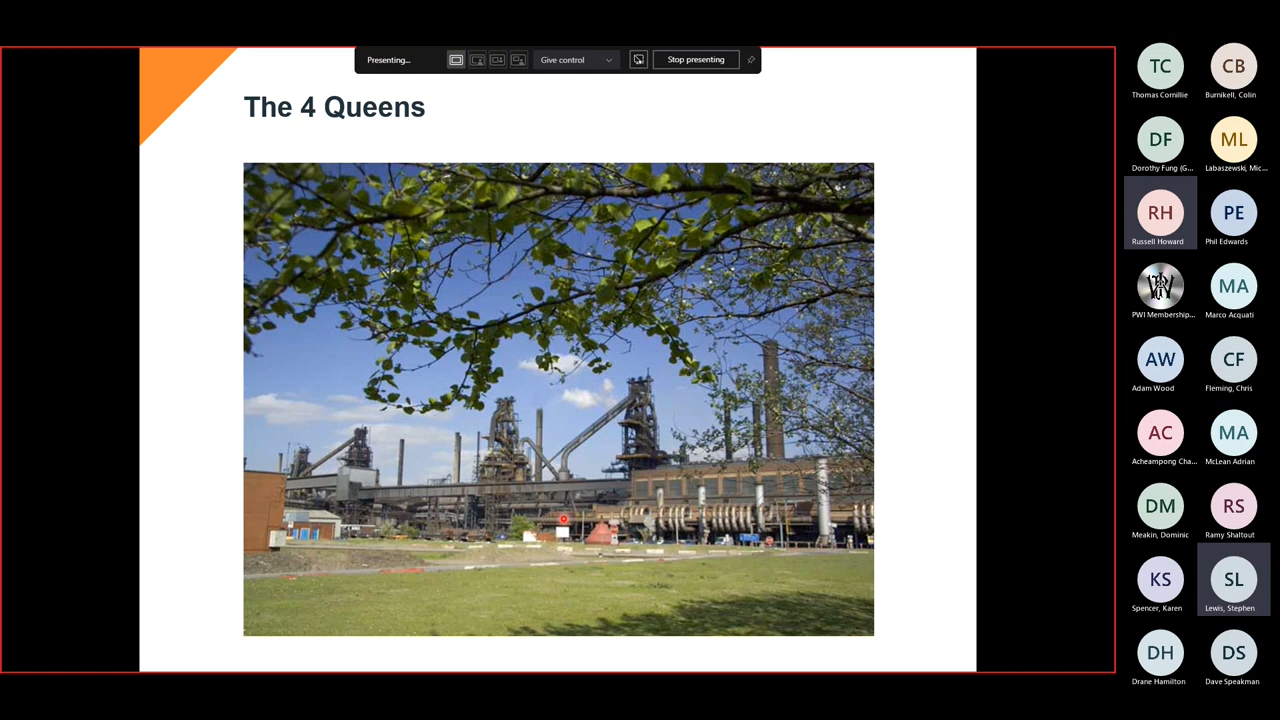 Presenting...
Give control
Stop presenting
The 4 Queens
TC
Thomas Cornillie
CB
Burnikell, Colin
DF
Dorothy Fung (G...
ML
Labaszewski, Mic...
RH
Russell Howard
PE
Phil Edwards
PWI Membership...
MA
Marco Acquati
AW
Adam Wood
CF
Fleming, Chris
AC
Acheampong Cha...
MA
McLean Adrian
DM
Meakin, Dominic
RS
Ramy Shaltout
KS
Spencer, Karen
SL
Lewis, Stephen
DH
Drane Hamilton
DS
Dave Speakman